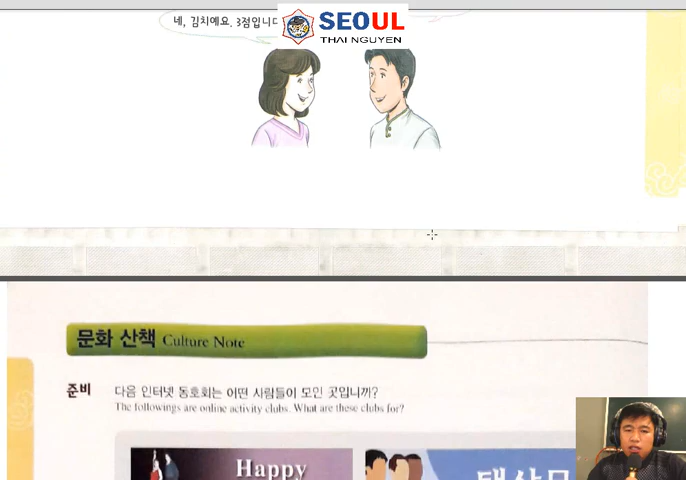 네, 김치예요. 3점입니다
SEOUL
THAI NGUYEN
문화 산책 Culture Note
준비 다음 인터넷 동호회는 어떤 사람들이 모인 곳입니까?
The followings are online activity clubs. What are these clubs for?
Happy